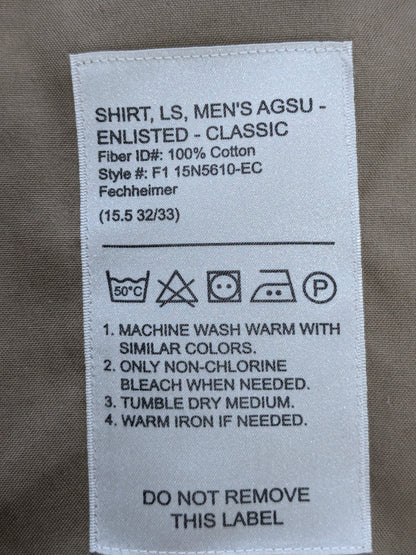 SHIRT, LS, MEN'S AGSU -
ENLISTED - CLASSIC
Fiber ID#: 100% Cotton
Style #: F1 15N5610-EC
Fechheimer
(15.5 32/33)
50°C P
1. MACHINE WASH WARM WITH
SIMILAR COLORS.
2. ONLY NON-CHLORINE
BLEACH WHEN NEEDED.
3. TUMBLE DRY MEDIUM.
4. WARM IRON IF NEEDED.
DO NOT REMOVE
THIS LABEL